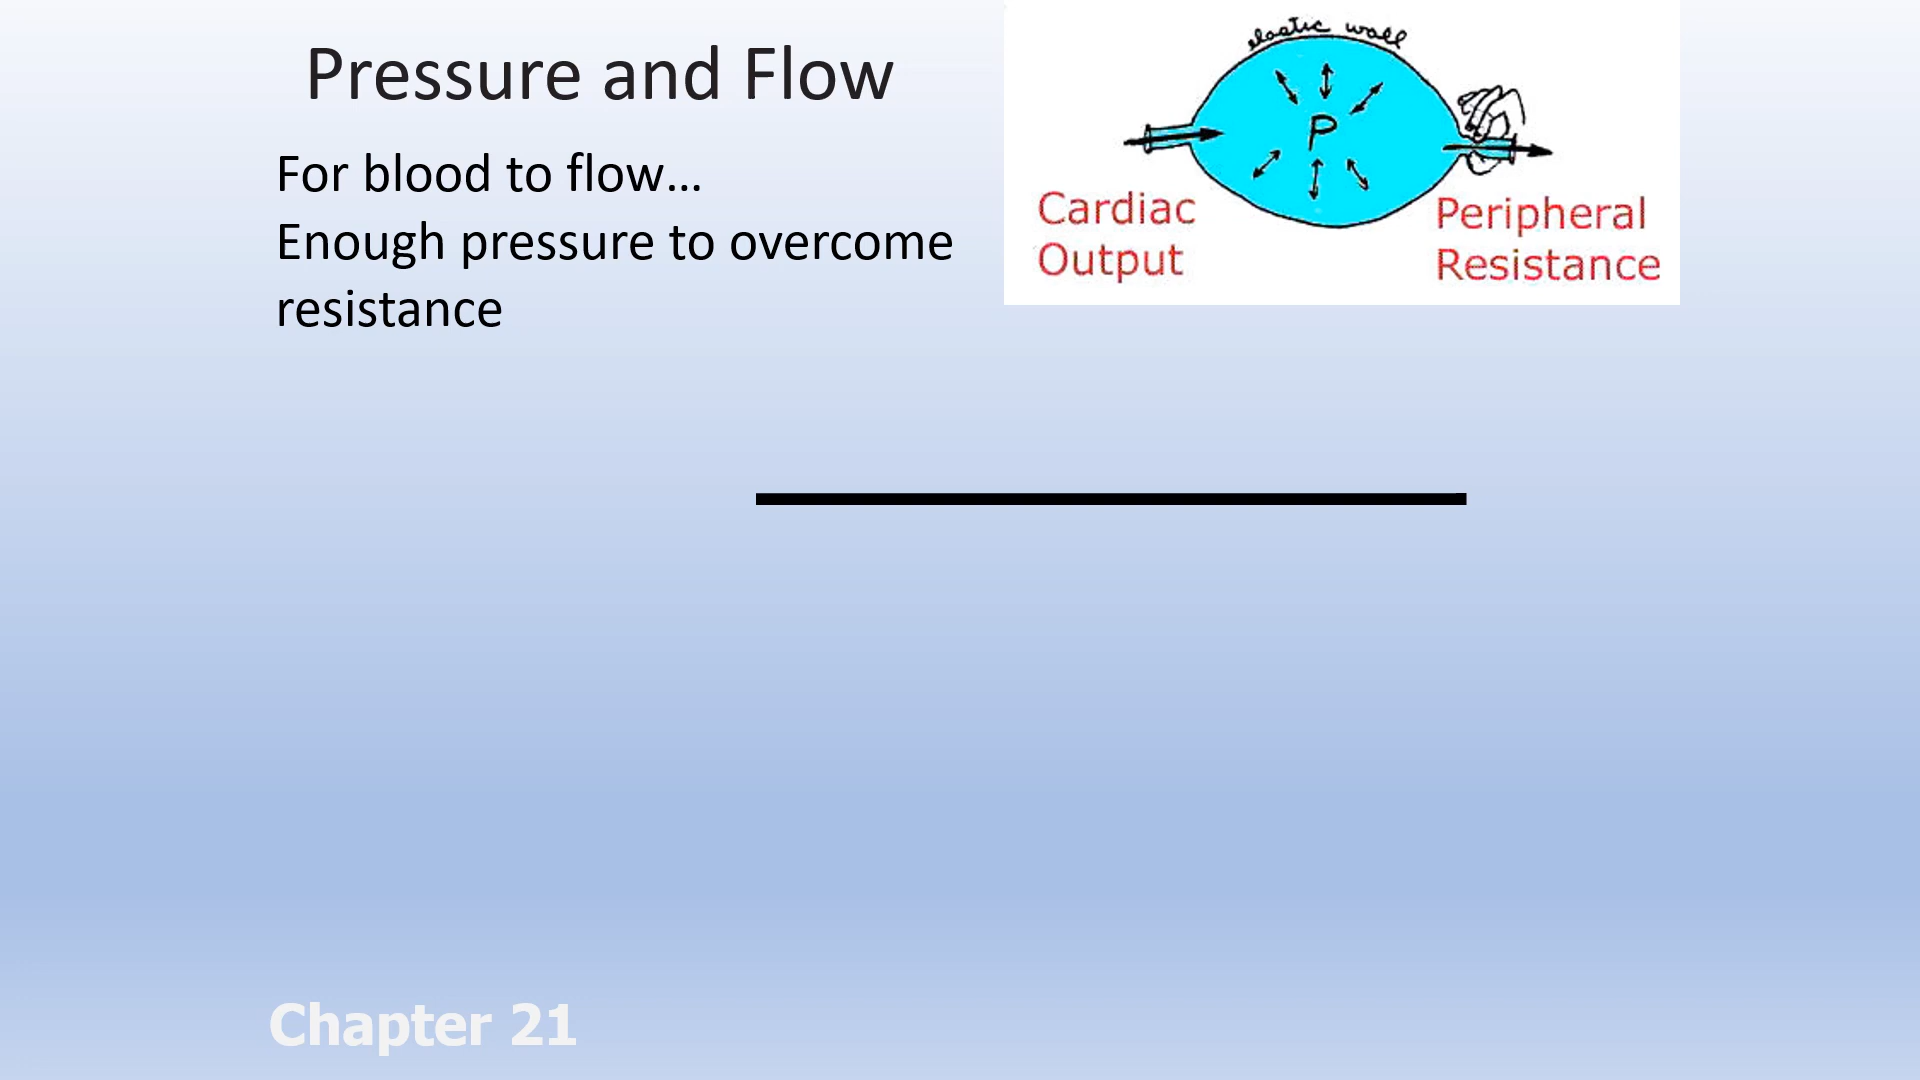 Pressure and Flow
For blood to flow…
Enough pressure to overcome
resistance
elastic wall
P
Cardiac
Output
Peripheral
Resistance
Chapter 21